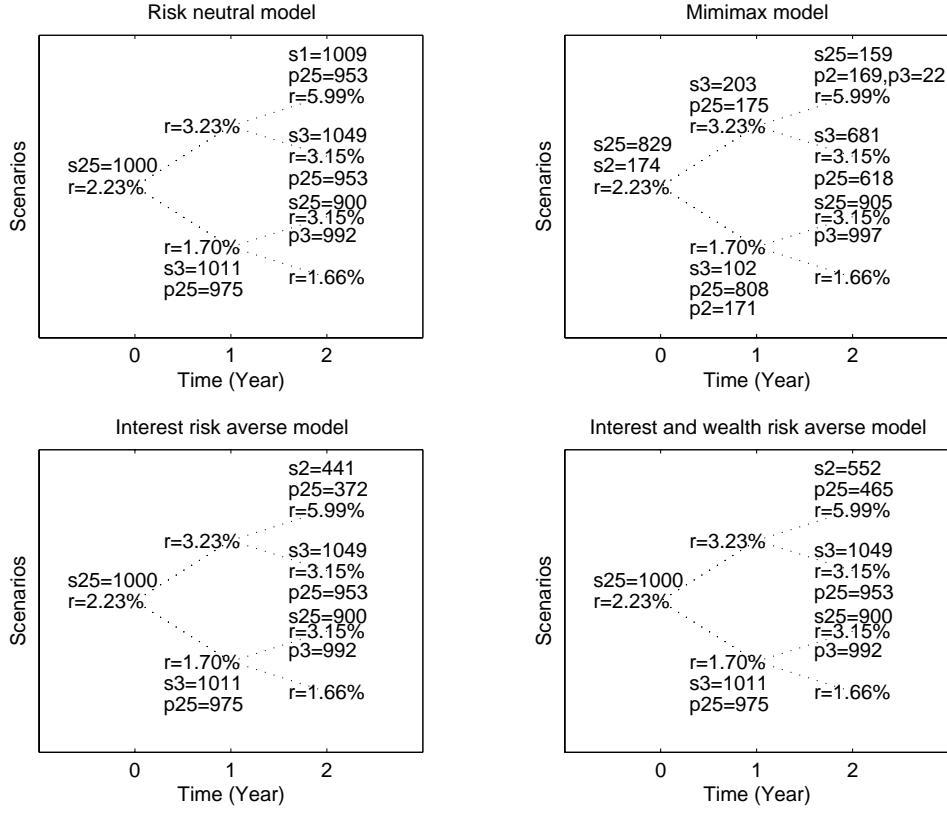 Risk neutral model
s1=1009
p25=953
r=5.99%
r=3.23%
s3=1049
r=3.15%
p25=953
s25=1000
r=2.23%
s25=900
r=3.15%
p3=992
r=1.70%
s3=1011
p25=975
r=1.66%
Scenarios
0 1 2
Time (Year)
Mimimax model
s25=159
p2=169,p3=22
r=5.99%
s3=203
p25=175
r=3.23%
s3=681
r=3.15%
p25=618
s25=829
s2=174
r=2.23%
s25=905
r=3.15%
p3=997
r=1.70%
s3=102
p25=808
p2=171
r=1.66%
Scenarios
0 1 2
Time (Year)
Interest risk averse model
s2=441
p25=372
r=5.99%
r=3.23%
s3=1049
r=3.15%
p25=953
s25=1000
r=2.23%
s25=900
r=3.15%
p3=992
r=1.70%
s3=1011
p25=975
r=1.66%
Scenarios
0 1 2
Time (Year)
Interest and wealth risk averse model
s2=552
p25=465
r=5.99%
r=3.23%
s3=1049
r=3.15%
p25=953
s25=1000
r=2.23%
s25=900
r=3.15%
p3=992
r=1.70%
s3=1011
p25=975
r=1.66%
Scenarios
0 1 2
Time (Year)